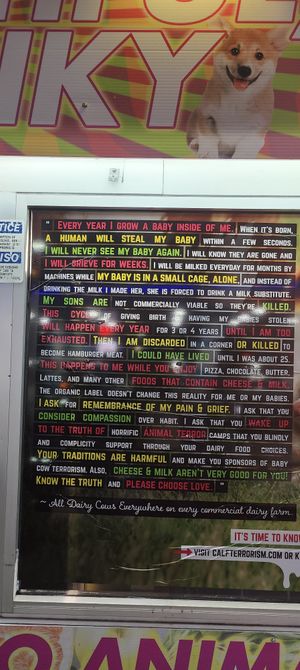 NKY
NOTICE
" EVERY YEAR I GROW A BABY INSIDE OF ME. WHEN IT'S BORN,
A HUMAN WILL STEAL MY BABY WITHIN A FEW SECONDS.
I WILL NEVER SEE MY BABY AGAIN. I WILL KNOW THEY ARE GONE AND
I WILL GRIEVE FOR WEEKS. I WILL BE MILKED EVERYDAY FOR MONTHS BY
MACHINES WHILE MY BABY IS IN A SMALL CAGE, ALONE, AND INSTEAD OF
DRINKING THE MILK I MADE HER, SHE IS FORCED TO DRINK A MILK SUBSTITUTE.
MY SONS ARE NOT COMMERCIALLY VIABLE SO THEY'RE KILLED.
THIS CYCLE OF GIVING BIRTH HAVING MY STOLEN
WILL HAPPEN EVERY YEAR FOR 3 OR 4 YEARS UNTIL I AM TOO
EXHAUSTED. THEN I AM DISCARDED IN A CORNER OR KILLED TO
BECOME HAMBURGER MEAT. I COULD HAVE LIVED UNTIL I WAS ABOUT 25.
THIS HAPPENS TO ME WHILE YOU ENJOY PIZZA, CHOCOLATE, BUTTER,
LATTES, AND MANY OTHER FOODS THAT CONTAIN CHEESE & MILK.
THE ORGANIC LABEL DOESN'T CHANGE THIS REALITY FOR ME OR MY BABIES.
I ASK FOR REMEMBRANCE OF MY PAIN & GRIEF. I ASK THAT YOU
CONSIDER COMPASSION OVER HABIT. I ASK THAT YOU WAKE UP
TO THE TRUTH OF HORRIFIC ANIMAL TERROR CAMPS THAT YOU BLINDLY
AND COMPLICITY SUPPORT THROUGH YOUR DAIRY FOOD CHOICES.
YOUR TRADITIONS ARE HARMFUL AND MAKE YOU SPONSORS OF BABY
COW TERRORISM. ALSO, CHEESE & MILK AREN'T VERY GOOD FOR YOU!
KNOW THE TRUTH AND PLEASE CHOOSE LOVE. "
~ All Dairy Cows Everywhere on every commercial dairy farm
IT'S TIME TO KNOW
VISIT CALFTERRORISM.COM OR
O ANIM